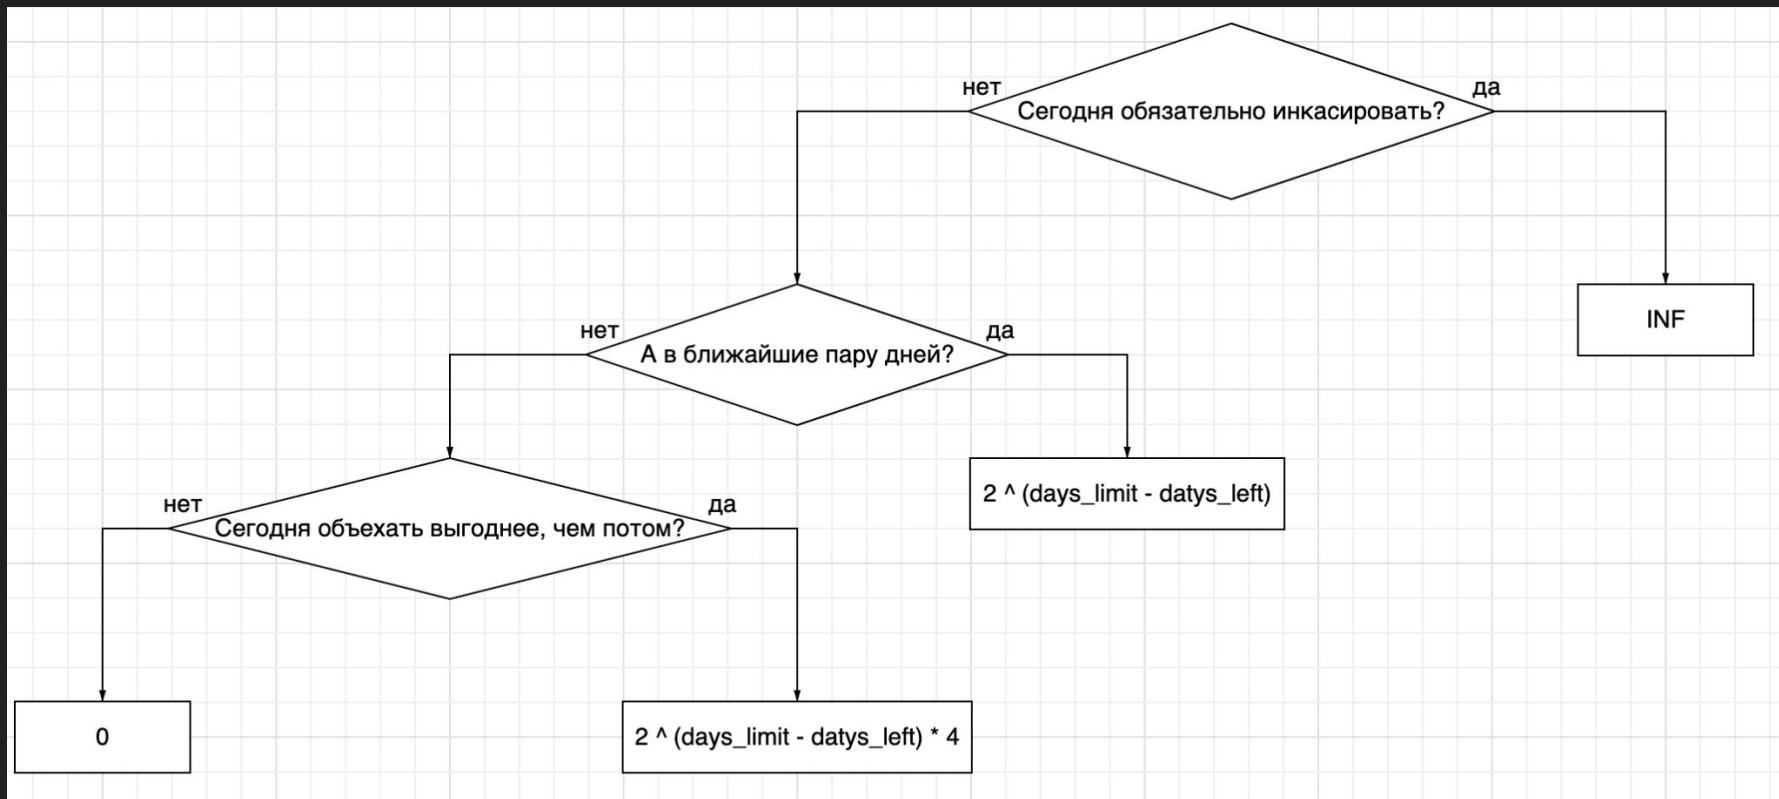 нет
да
Сегодня обязательно инкасировать?
INF
нет
да
А в ближайшие пару дней?
2 ^ (days_limit - datys_left)
нет
да
Сегодня объехать выгоднее, чем потом?
0
2 ^ (days_limit - datys_left) * 4